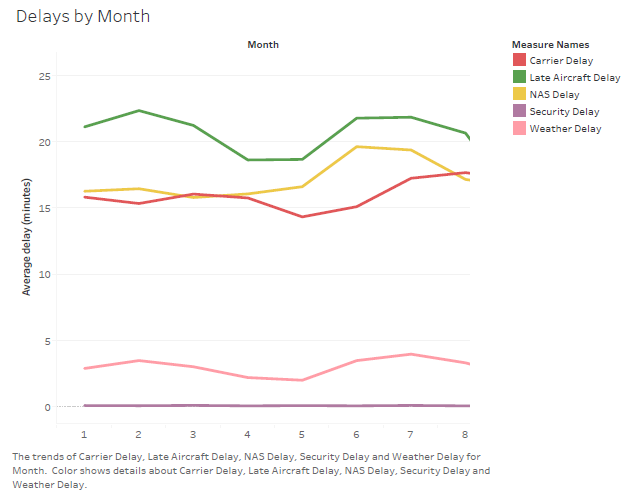 Delays by Month
Month
Measure Names
Carrier Delay
Late Aircraft Delay
NAS Delay
Security Delay
Weather Delay
Average delay (minutes)
25
20
15
10
5
0
1 2 3 4 5 6 7 8
The trends of Carrier Delay, Late Aircraft Delay, NAS Delay, Security Delay and Weather Delay for
Month. Color shows details about Carrier Delay, Late Aircraft Delay, NAS Delay, Security Delay and
Weather Delay.